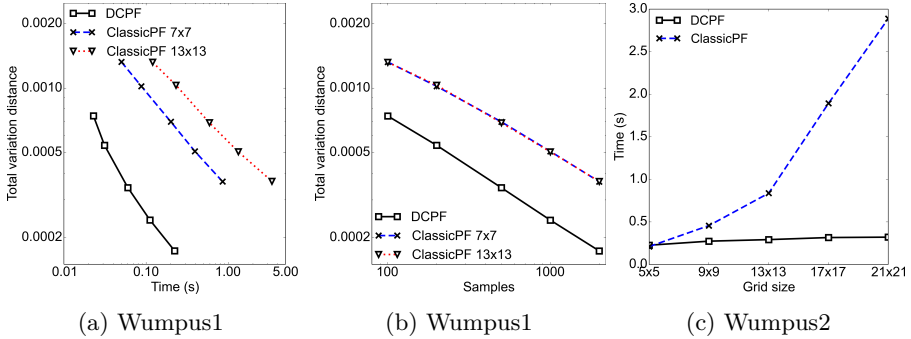 DCPF
ClassicPF 7x7
ClassicPF 13x13
0.0020
0.0010
0.0005
0.0002
Total variation distance
0.01 0.10 1.00 5.00
Time (s)
(a) Wumpus1
0.0020
0.0010
0.0005
0.0002
Total variation distance
DCPF
ClassicPF 7x7
ClassicPF 13x13
100 1000
Samples
(b) Wumpus1
DCPF
ClassicPF
3.0
2.5
2.0
1.5
1.0
0.5
0.0
Time (s)
5x5 9x9 13x13 17x17 21x21
Grid size
(c) Wumpus2